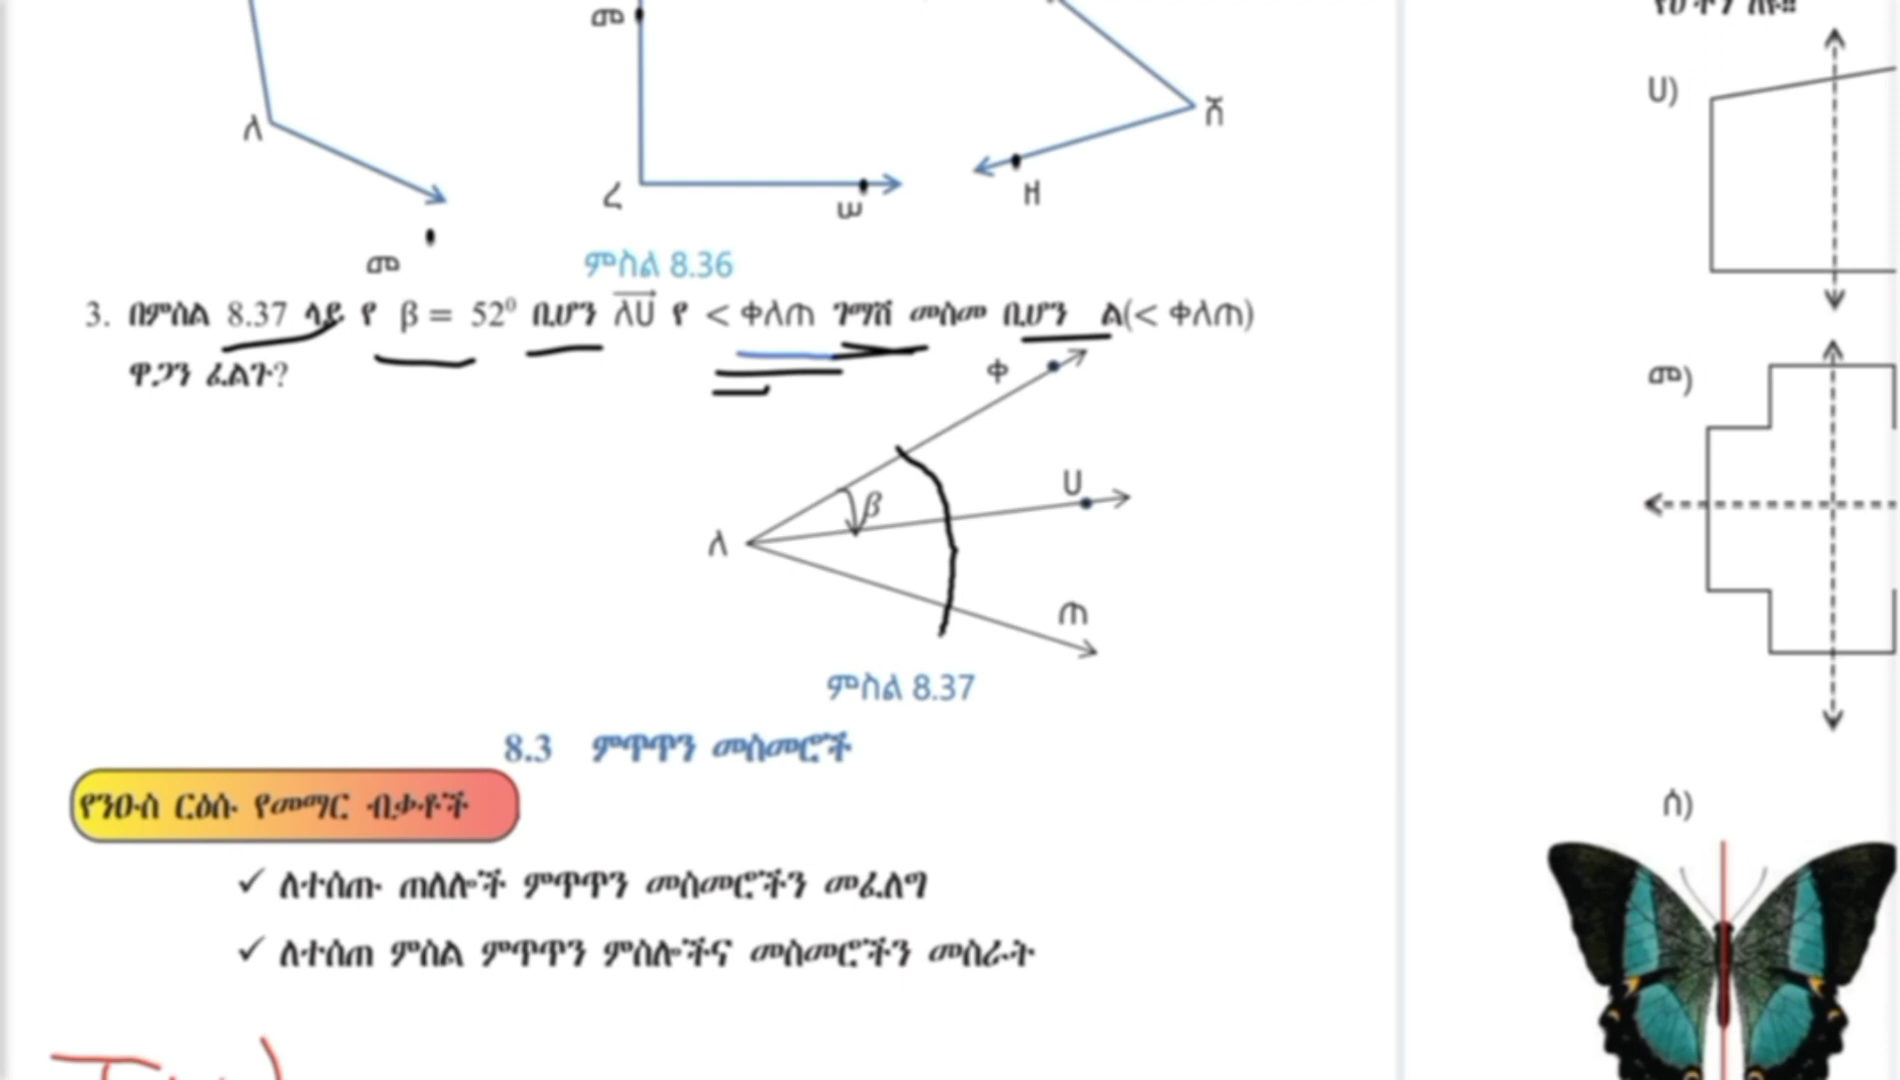 መ
ለ
ሸ
ረ
ሠ
ዘ
መ
ምስል 8.36
3. በምስል 8.37 ላይ የ β = 52⁰ ቢሆን ለሀ የ < ቀለጠ ገማሽ መስመ ቢሆን ል(< ቀለጠ)
ዋጋን ፈልጉ?
ቀ
ሀ
β
ለ
ጠ
ምስል 8.37
8.3 ምጥጥን መስመሮች
የንዑስ ርዕሱ የመማር ብቃቶች
✓ ለተሰጡ ጠለሎች ምጥጥን መስመሮችን መፈለግ
✓ ለተሰጠ ምስል ምጥጥን ምስሎችና መስመሮችን መስራት
ሀ)
መ)
ሰ)